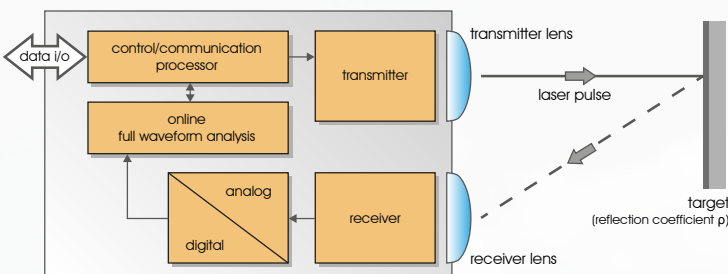 data i/o
control/communication
processor
transmitter
transmitter lens
laser pulse
online
full waveform analysis
analog
digital
receiver
receiver lens
target
(reflection coefficient ρ)